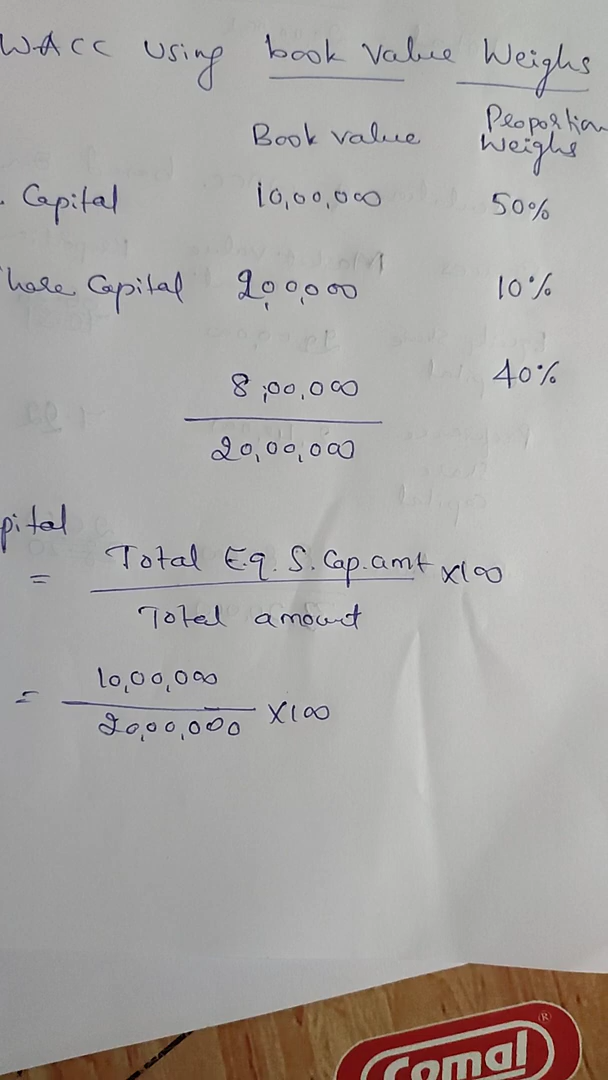 WACC using book value Weighs
Book value Proportion Weighs
. Capital 10,00,000 50%
hare Capital 2,00,000 10%
8,00,000 40%
20,00,000
pital
= Total Eq. S. Cap. amt ×100
Total amount
= 10,00,000 ×100
20,00,000
Comal ®